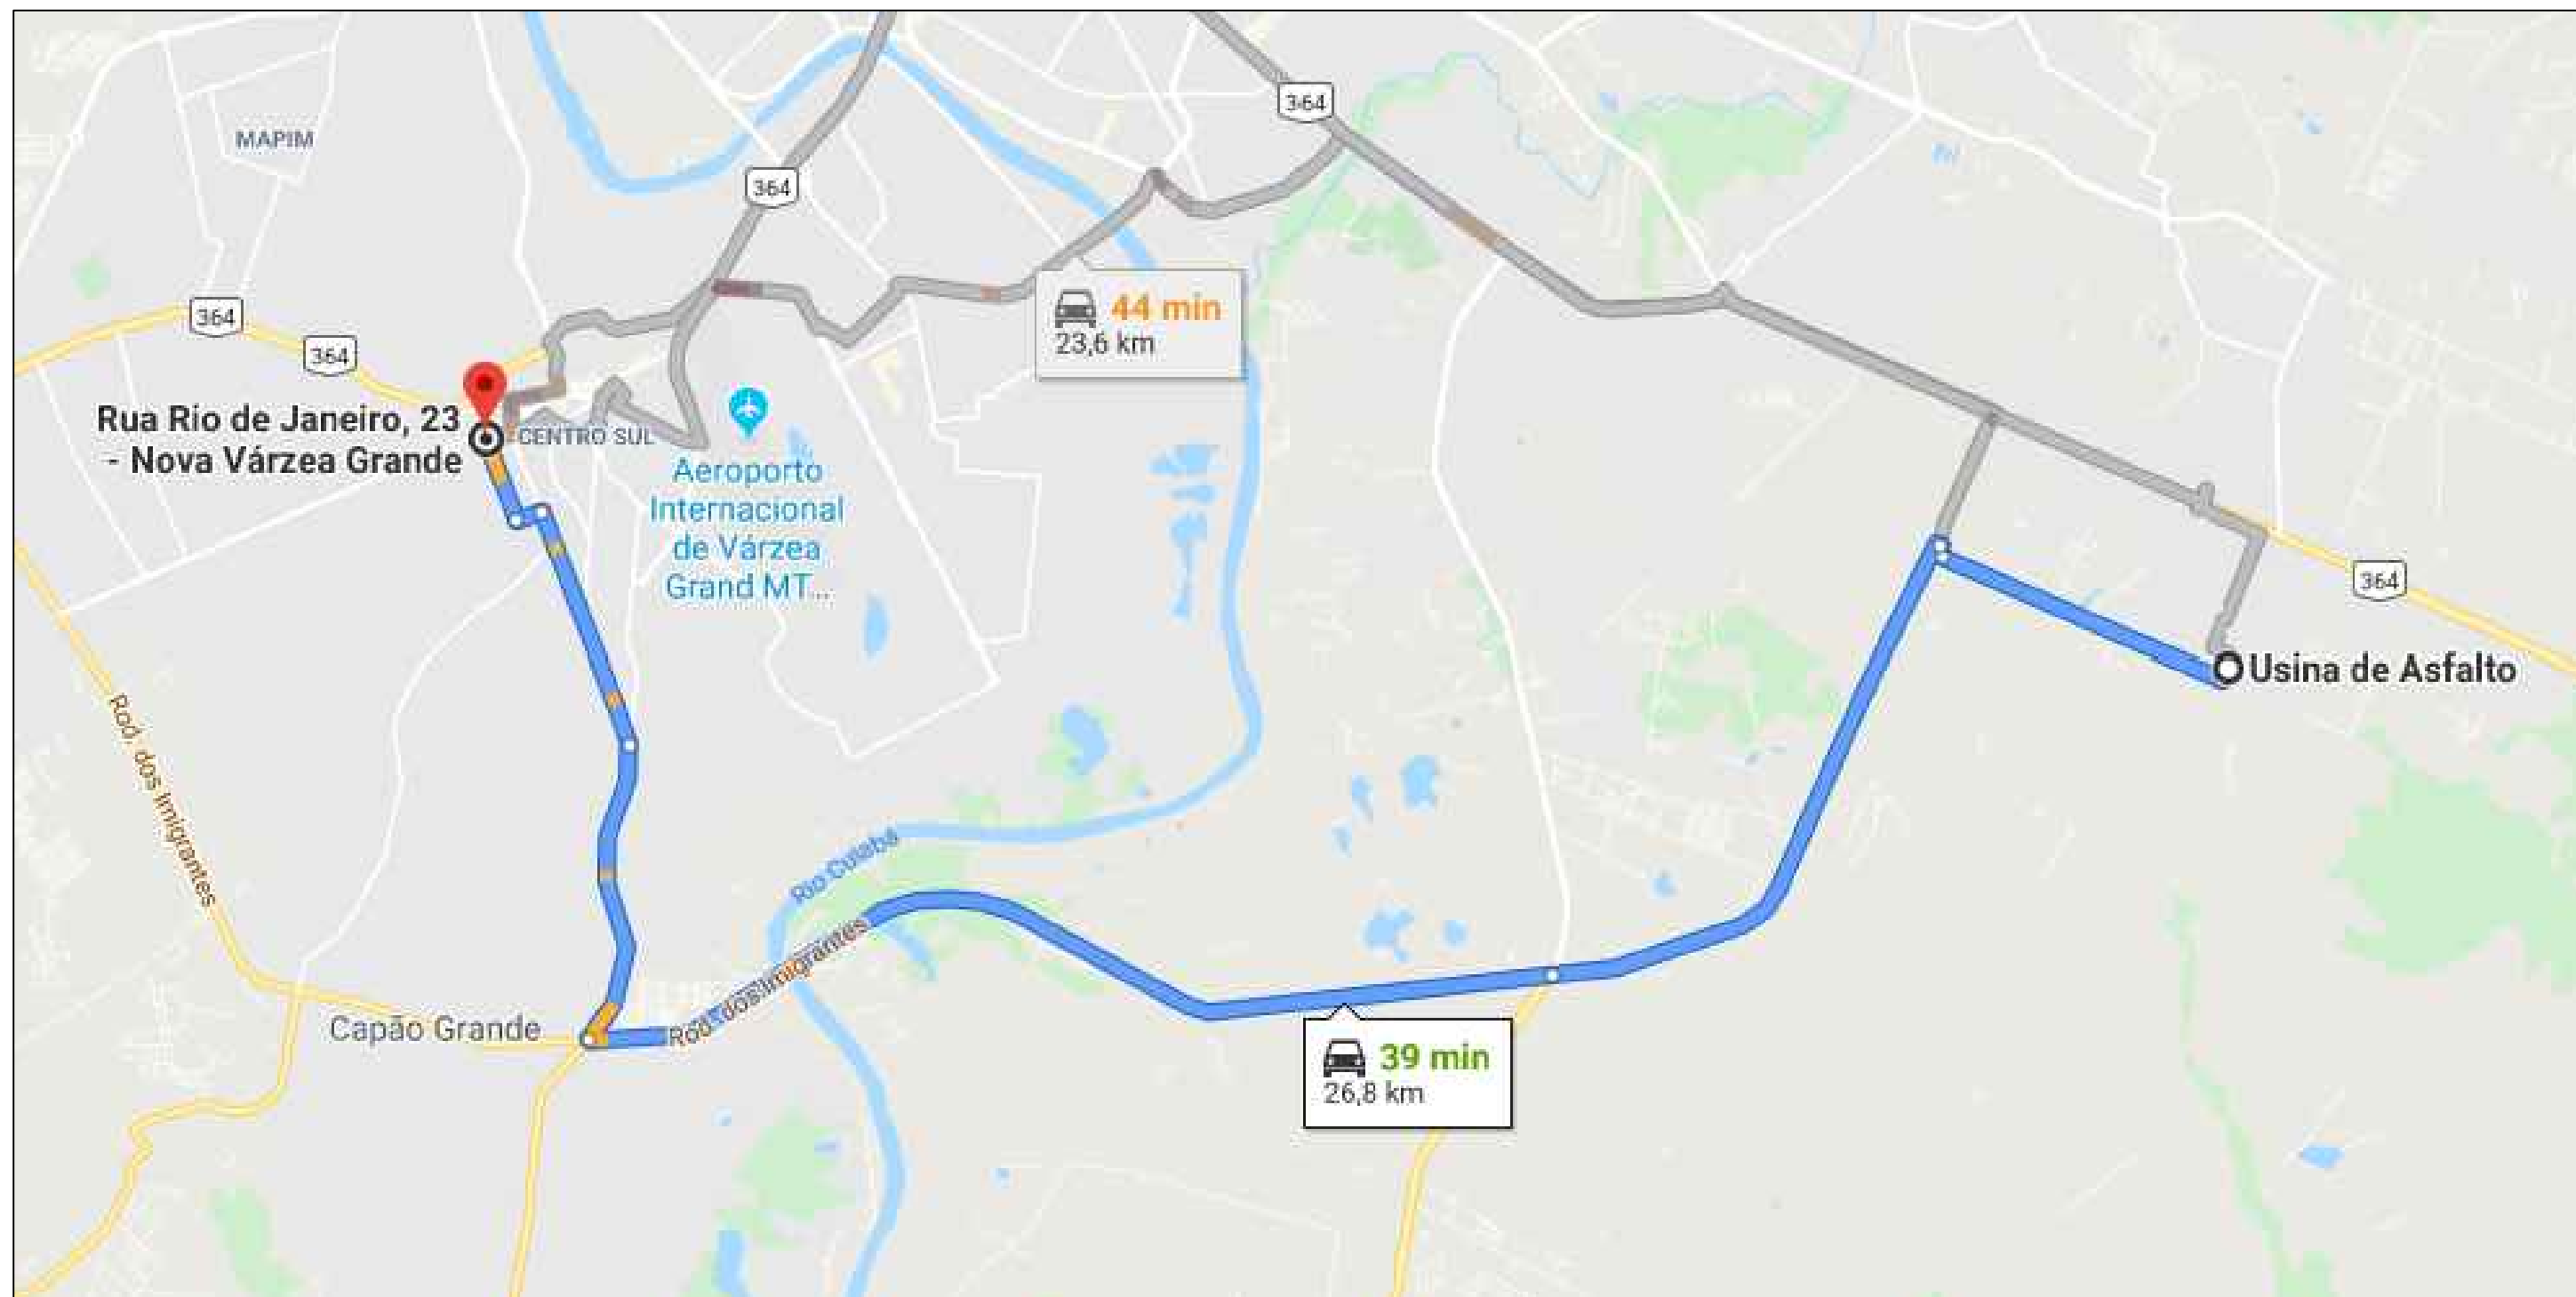 364
MAPIM
364
364
364
44 min
23,6 km
Rua Rio de Janeiro, 23
- Nova Várzea Grande
CENTRO SUL
Aeroporto
Internacional
de Várzea
Grand MT...
364
Usina de Asfalto
Rod. dos Imigrantes
Rio Cuiabá
Rod. dos Imigrantes
Capão Grande
39 min
26,8 km